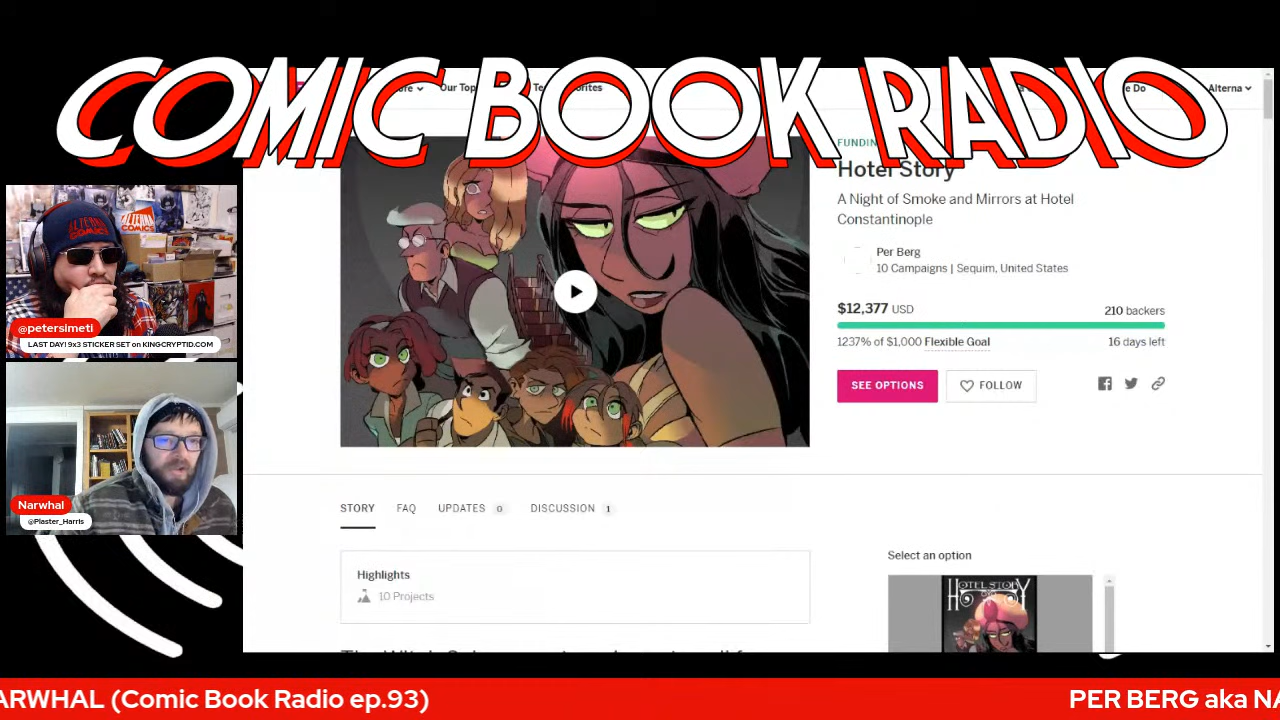 COMIC BOOK RADIO
Our Top
Hotel Story
A Night of Smoke and Mirrors at Hotel
Constantinople
Per Berg
10 Campaigns | Sequim, United States
$12,377 USD
210 backers
1237% of $1,000 Flexible Goal
16 days left
SEE OPTIONS
FOLLOW
ALTERNA
COMICS
@petersimeti
LAST DAY! 9x3 STICKER SET on KINGCRYPTID.COM
Narwhal
@Plaster_Harris
STORY
FAQ
UPDATES 0
DISCUSSION 1
Highlights
10 Projects
Select an option
HOTEL STORY
ARWHAL (Comic Book Radio ep.93)
PER BERG aka NA